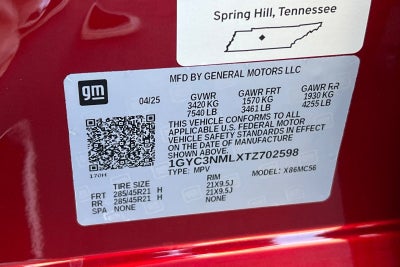 Spring Hill, Tennessee
gm
MFD BY GENERAL MOTORS LLC
04/25 GVWR GAWR FRT GAWR RR
3420 KG 1570 KG 1930 KG
7540 LB 3461 LB 4255 LB
THIS VEHICLE CONFORMS TO ALL
APPLICABLE U.S. FEDERAL MOTOR
VEHICLE SAFETY STANDARDS IN EFFECT
ON THE DATE OF MANUFACTURE
1GYC3NMLXTZ702598
170H TYPE: MPV MODEL: X86MC56
TIRE SIZE RIM
FRT 285/45R21 H 21X9.5J
RR 285/45R21 H 21X9.5J
SPA NONE NONE